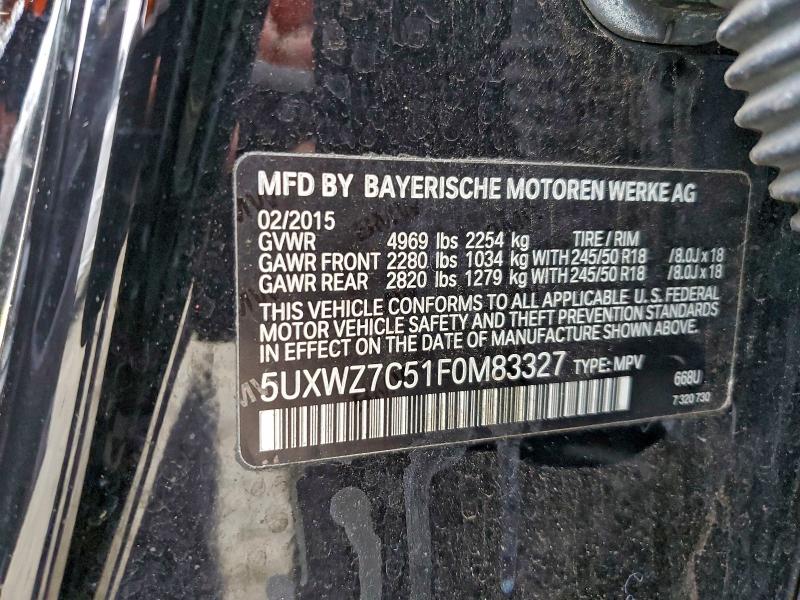 MFD BY BAYERISCHE MOTOREN WERKE AG
02/2015
GVWR 4969 lbs 2254 kg TIRE / RIM
GAWR FRONT 2280 lbs 1034 kg WITH 245/50 R18 /8.0J x 18
GAWR REAR 2820 lbs 1279 kg WITH 245/50 R18 /8.0J x 18
THIS VEHICLE CONFORMS TO ALL APPLICABLE U.S. FEDERAL
MOTOR VEHICLE SAFETY AND THEFT PREVENTION STANDARDS
IN EFFECT ON THE DATE OF MANUFACTURE SHOWN ABOVE.
5UXWZ7C51F0M83327 TYPE: MPV
668U
7 320 730